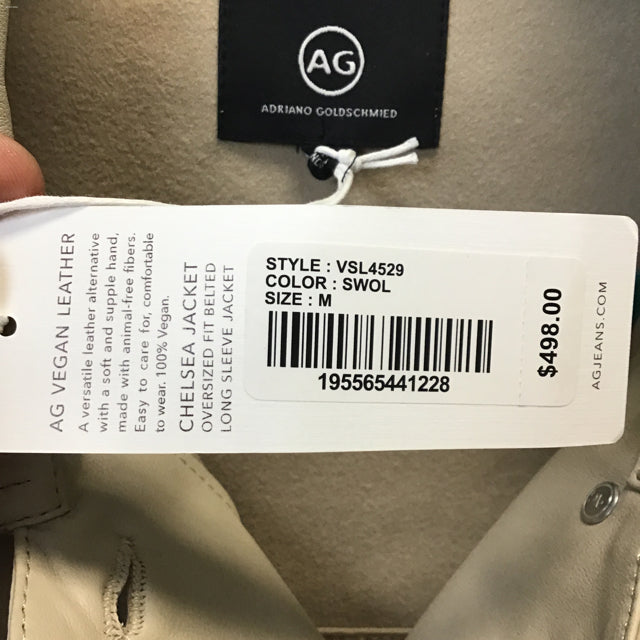 AG
ADRIANO GOLDSCHMIED
AG VEGAN LEATHER
A versatile leather alternative
with a soft and supple hand,
made with animal-free fibers.
Easy to care for, comfortable
to wear. 100% Vegan.
CHELSEA JACKET
OVERSIZED FIT BELTED
LONG SLEEVE JACKET
STYLE : VSL4529
COLOR : SWOL
SIZE : M
195565441228
$498.00
AGJEANS.COM